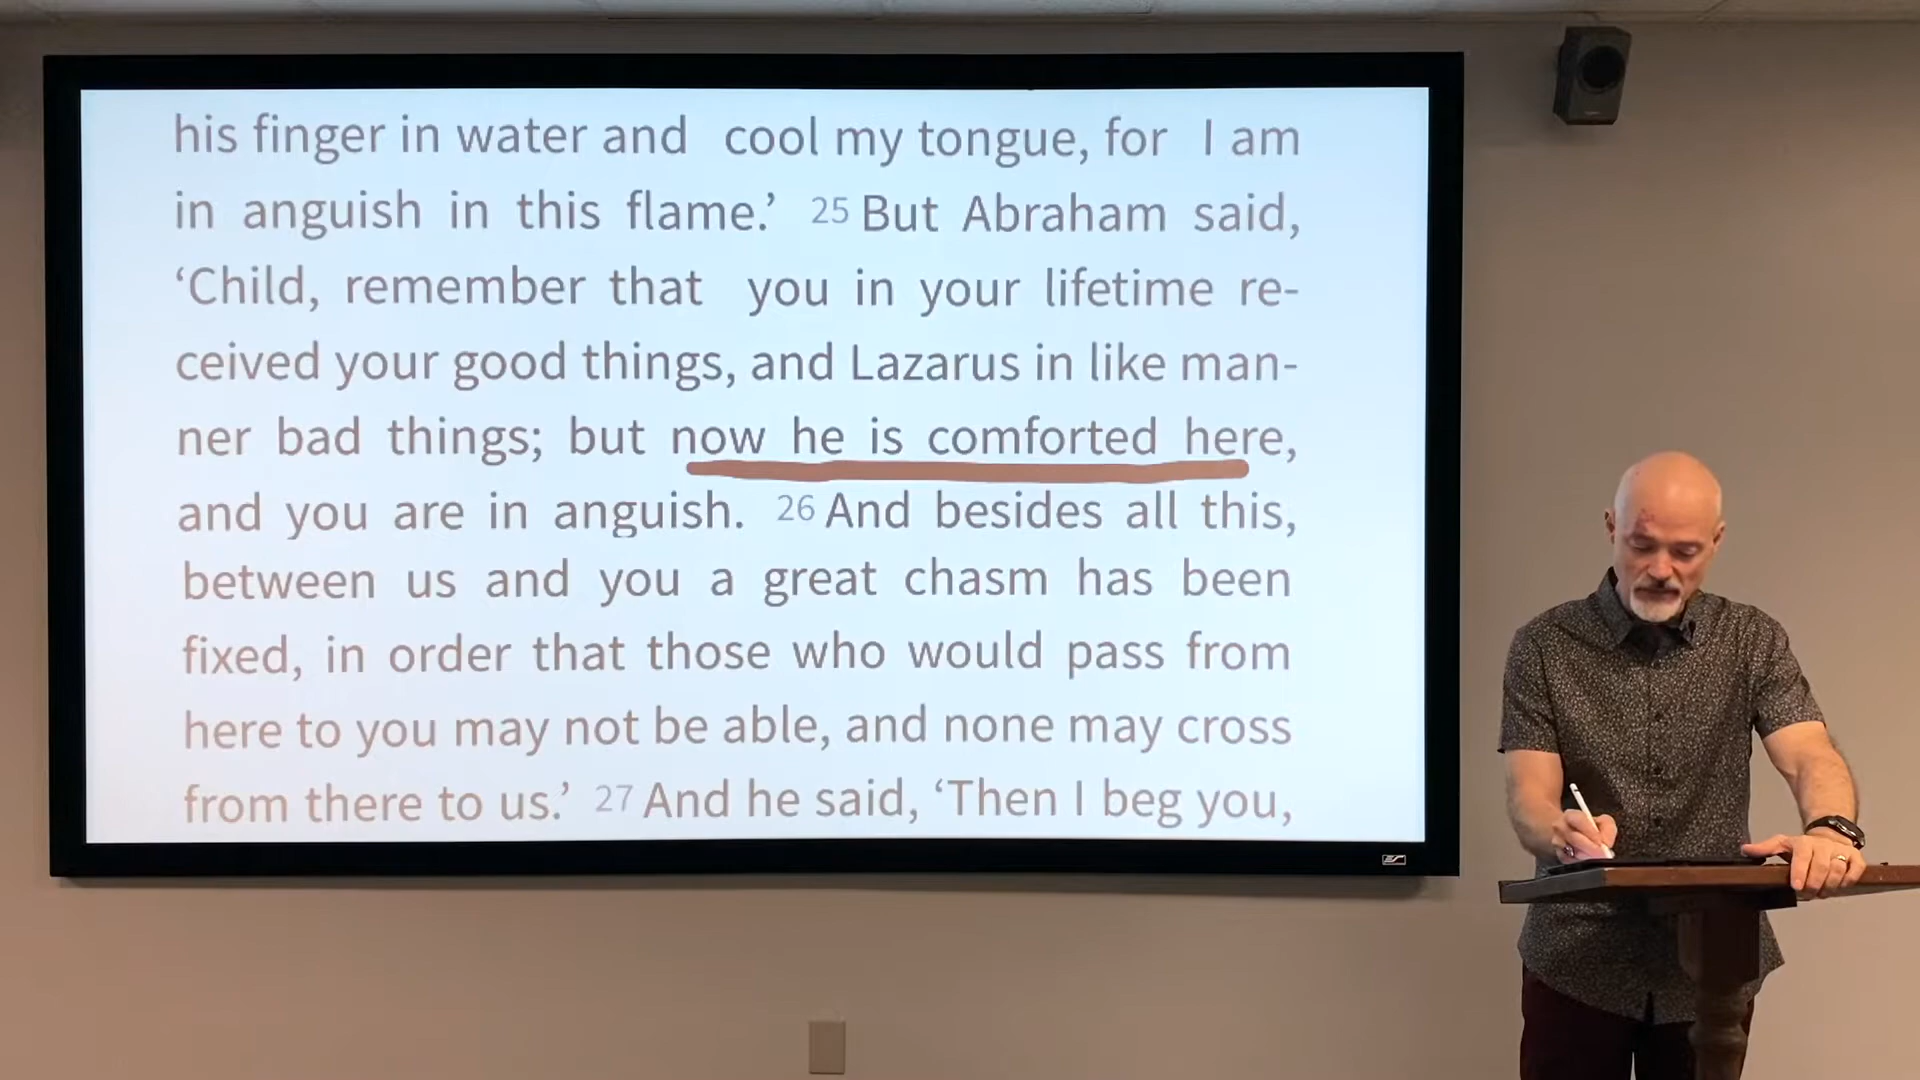 his finger in water and cool my tongue, for I am
in anguish in this flame.’ 25 But Abraham said,
‘Child, remember that you in your lifetime re-
ceived your good things, and Lazarus in like man-
ner bad things; but now he is comforted here,
and you are in anguish. 26 And besides all this,
between us and you a great chasm has been
fixed, in order that those who would pass from
here to you may not be able, and none may cross
from there to us.’ 27 And he said, ‘Then I beg you,